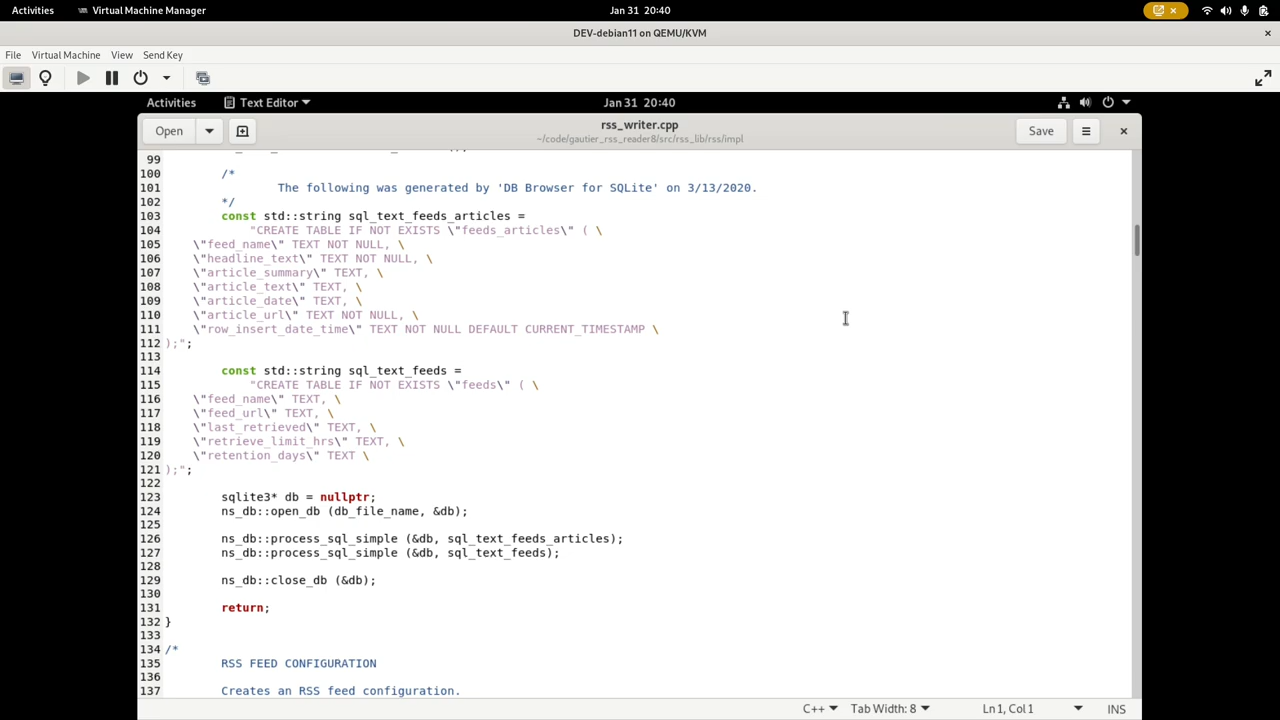 Activities Virtual Machine Manager Jan 31 20:40
DEV-debian11 on QEMU/KVM ×
File Virtual Machine View Send Key
Activities Text Editor Jan 31 20:40
Open rss_writer.cpp Save
~/code/gautier_rss_reader8/src/rss_lib/rss/impl
99
100 /*
101 The following was generated by 'DB Browser for SQLite' on 3/13/2020.
102 */
103 const std::string sql_text_feeds_articles =
104 "CREATE TABLE IF NOT EXISTS \"feeds_articles\" ( \
105 \"feed_name\" TEXT NOT NULL, \
106 \"headline_text\" TEXT NOT NULL, \
107 \"article_summary\" TEXT, \
108 \"article_text\" TEXT, \
109 \"article_date\" TEXT, \
110 \"article_url\" TEXT NOT NULL, \
111 \"row_insert_date_time\" TEXT NOT NULL DEFAULT CURRENT_TIMESTAMP \
112 );";
113
114 const std::string sql_text_feeds =
115 "CREATE TABLE IF NOT EXISTS \"feeds\" ( \
116 \"feed_name\" TEXT, \
117 \"feed_url\" TEXT, \
118 \"last_retrieved\" TEXT, \
119 \"retrieve_limit_hrs\" TEXT, \
120 \"retention_days\" TEXT \
121 );";
122
123 sqlite3* db = nullptr;
124 ns_db::open_db (db_file_name, &db);
125
126 ns_db::process_sql_simple (&db, sql_text_feeds_articles);
127 ns_db::process_sql_simple (&db, sql_text_feeds);
128
129 ns_db::close_db (&db);
130
131 return;
132 }
133
134 /*
135 RSS FEED CONFIGURATION
136
137 Creates an RSS feed configuration.
C++ Tab Width: 8 Ln 1, Col 1 INS